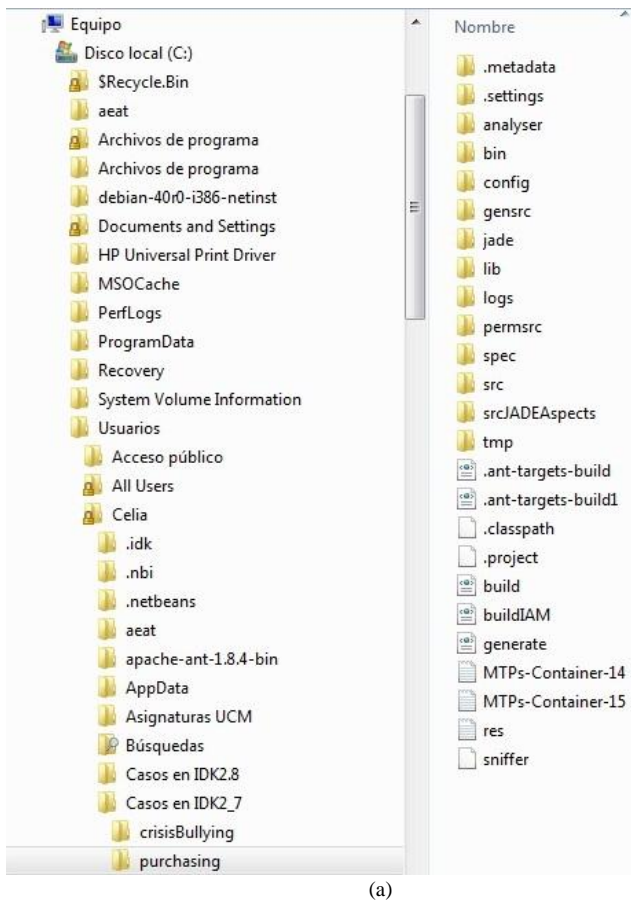 Equipo
Disco local (C:)
$Recycle.Bin
aeat
Archivos de programa
Archivos de programa
debian-40r0-i386-netinst
Documents and Settings
HP Universal Print Driver
MSOCache
PerfLogs
ProgramData
Recovery
System Volume Information
Usuarios
Acceso público
All Users
Celia
.idk
.nbi
.netbeans
aeat
apache-ant-1.8.4-bin
AppData
Asignaturas UCM
Búsquedas
Casos en IDK2.8
Casos en IDK2_7
crisisBullying
purchasing
Nombre
.metadata
.settings
analyser
bin
config
gensrc
jade
lib
logs
permsrc
spec
src
srcJADEAspects
tmp
.ant-targets-build
.ant-targets-build1
.classpath
.project
build
buildIAM
generate
MTPs-Container-14
MTPs-Container-15
res
sniffer
(a)